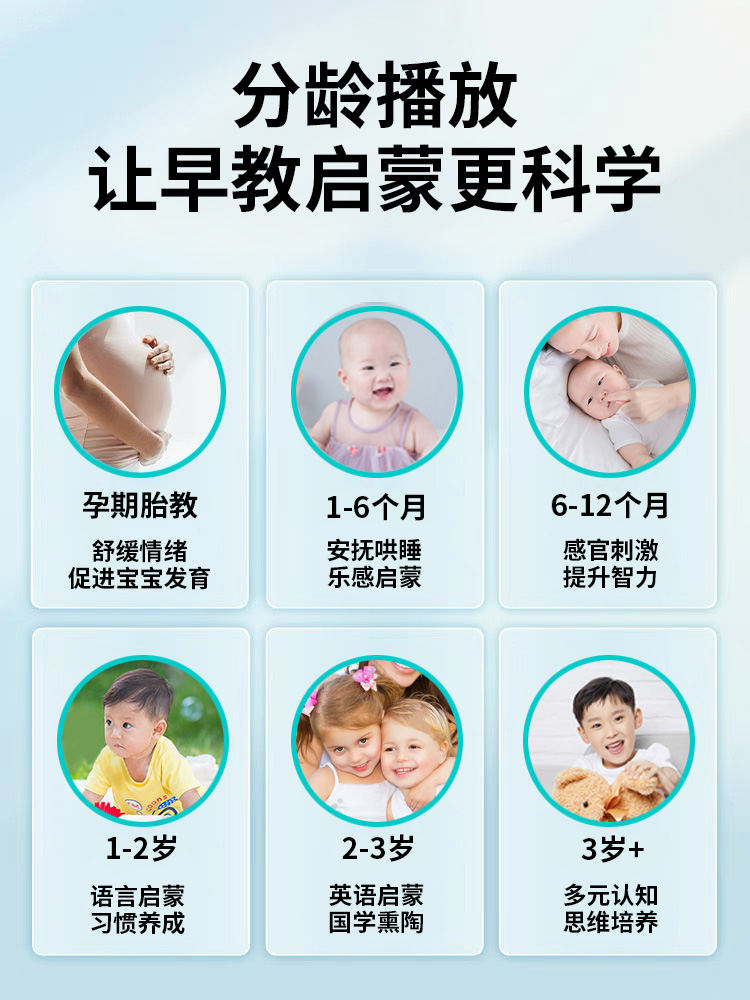 分龄播放
让早教启蒙更科学
孕期胎教
舒缓情绪
促进宝宝发育
1-6个月
安抚哄睡
乐感启蒙
6-12个月
感官刺激
提升智力
1-2岁
语言启蒙
习惯养成
2-3岁
英语启蒙
国学熏陶
3岁+
多元认知
思维培养